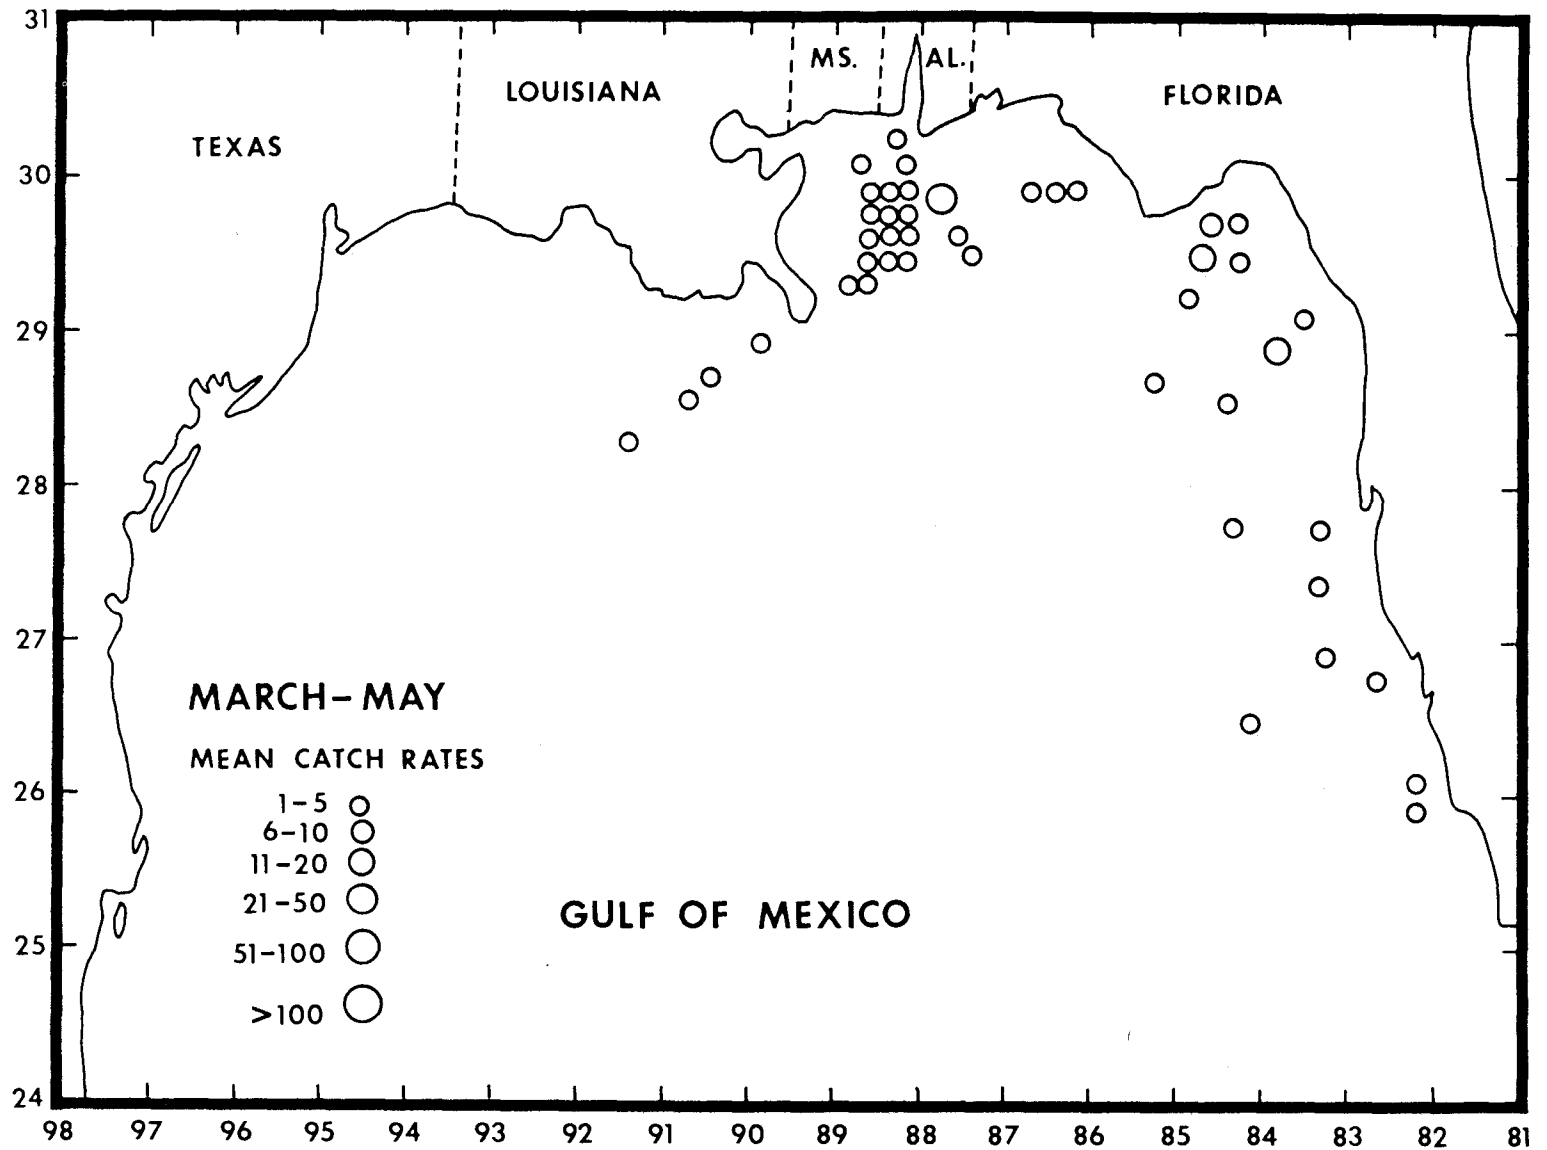 31
MS.
AL.
LOUISIANA
FLORIDA
TEXAS
30
29
28
27
MARCH–MAY
MEAN CATCH RATES
26
1–5
6–10
11–20
21–50
GULF OF MEXICO
25
51–100
>100
24
98 97 96 95 94 93 92 91 90 89 88 87 86 85 84 83 82 81